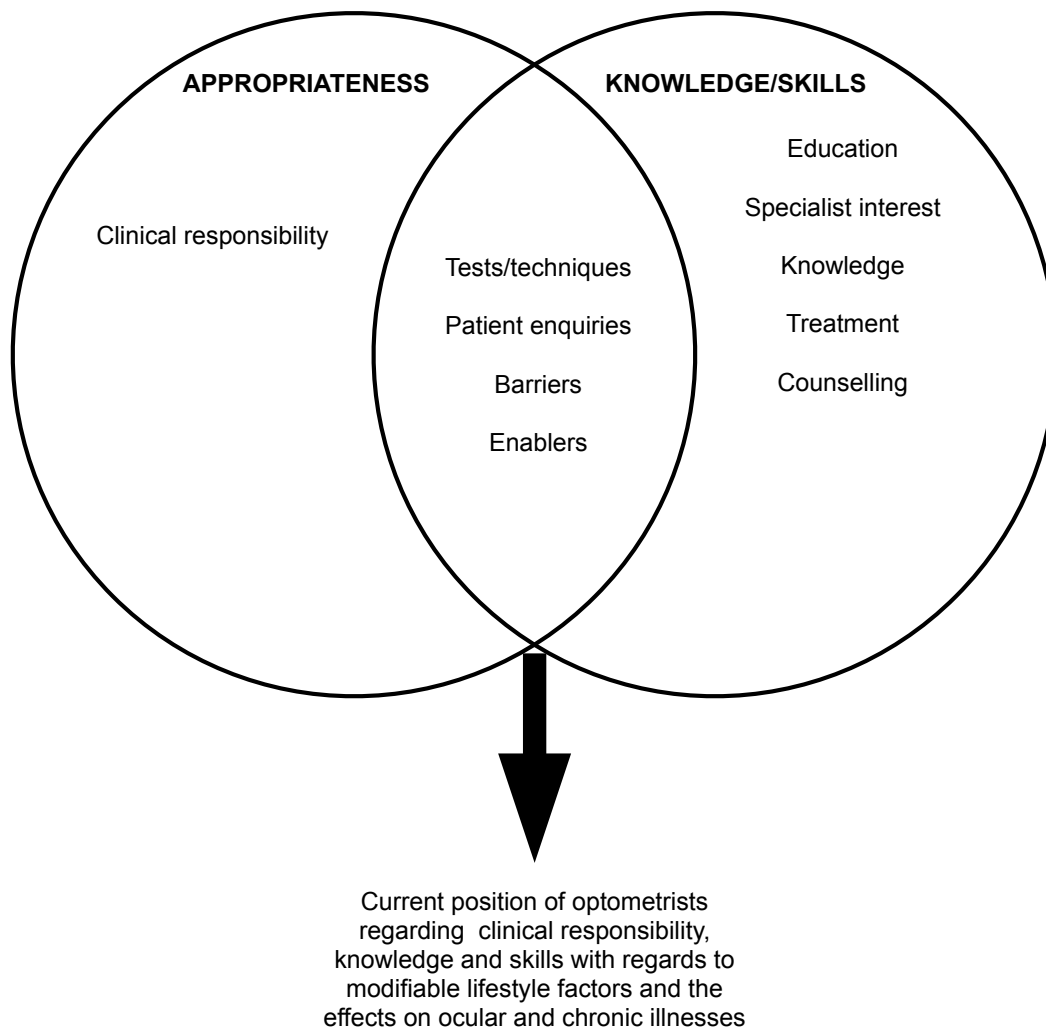 APPROPRIATENESS
Clinical responsibility
Tests/techniques
Patient enquiries
Barriers
Enablers
KNOWLEDGE/SKILLS
Education
Specialist interest
Knowledge
Treatment
Counselling
Current position of optometrists
regarding clinical responsibility,
knowledge and skills with regards to
modifiable lifestyle factors and the
effects on ocular and chronic illnesses